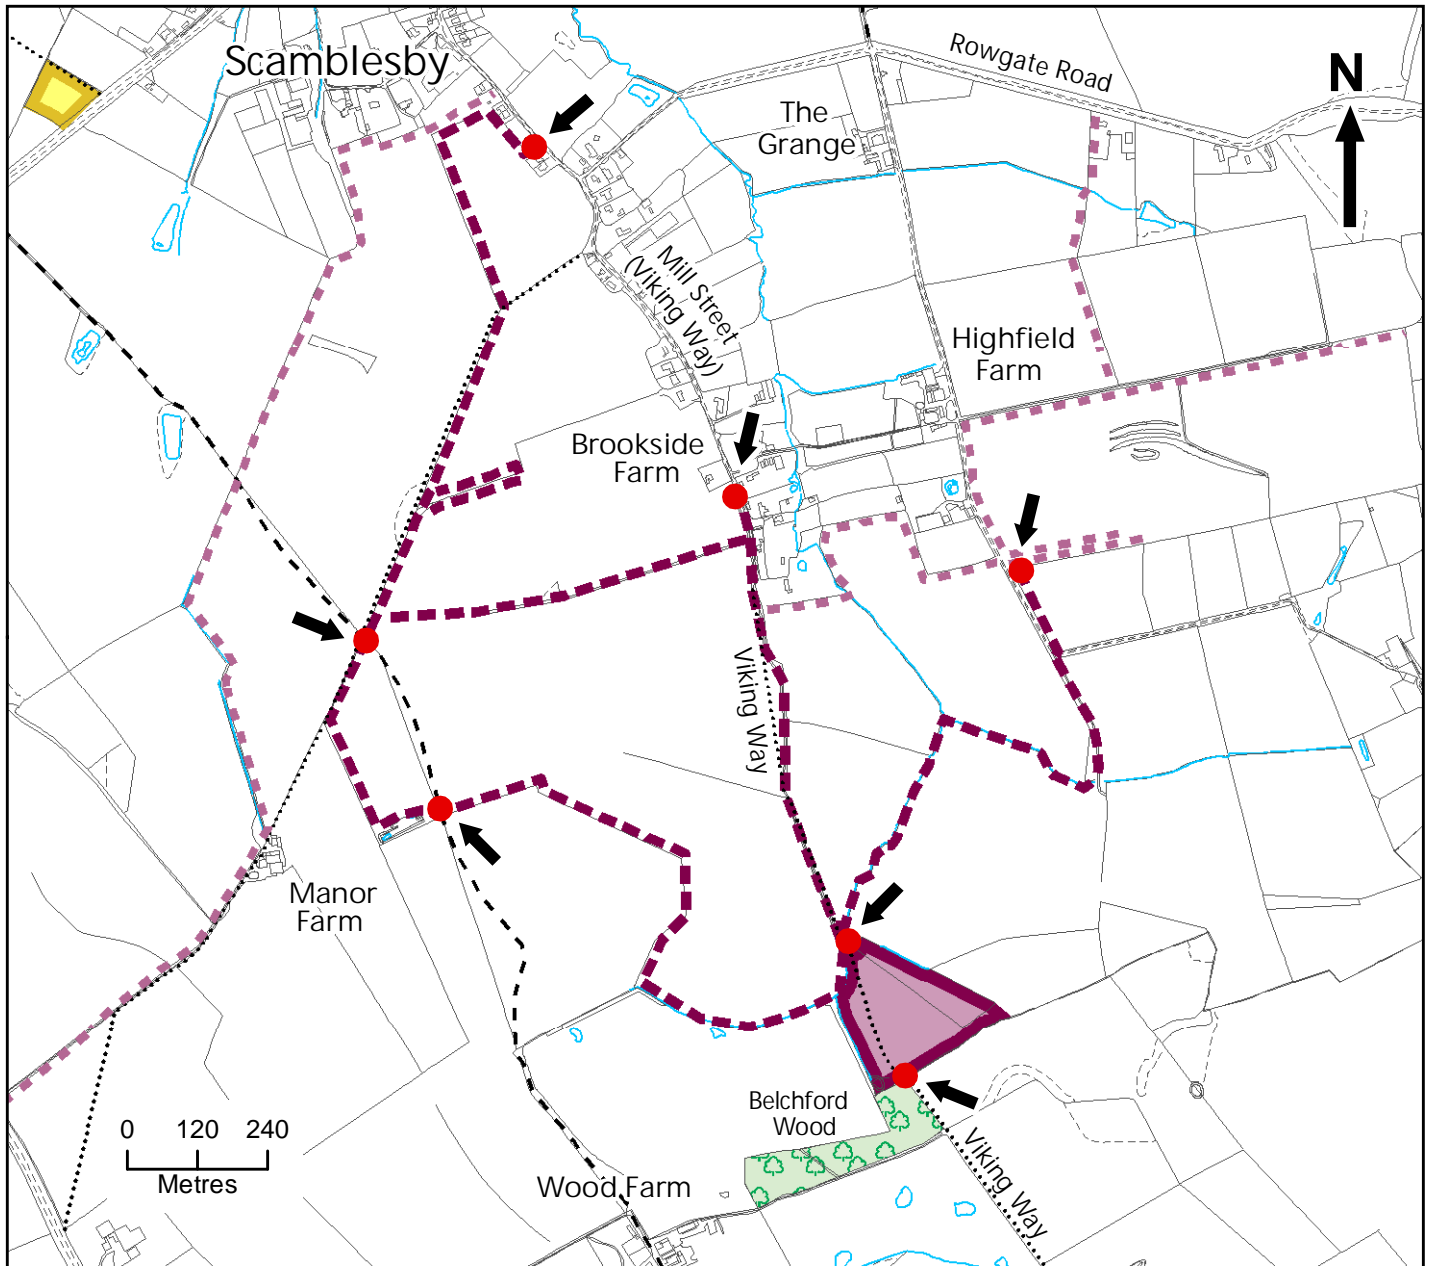 Scamblesby
Rowgate Road
N
The
Grange
Mill Street
(Viking Way)
Highfield
Farm
Brookside
Farm
Viking Way
Manor
Farm
Belchford
Wood
0 120 240
Metres
Wood Farm
Viking Way